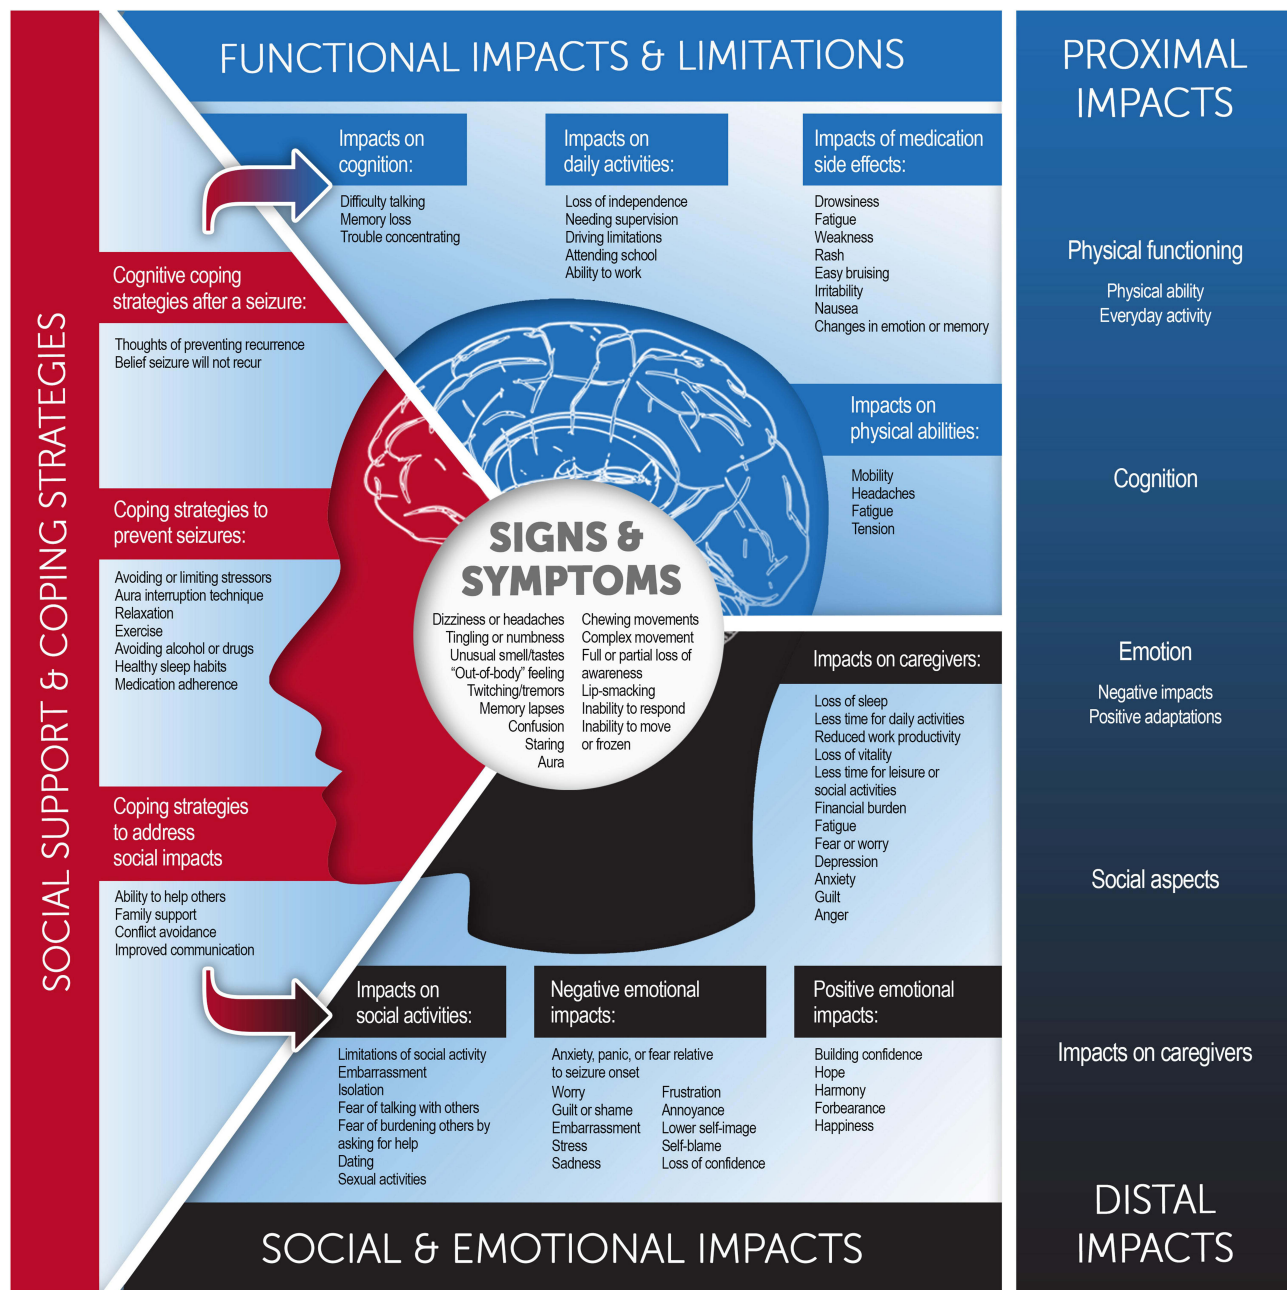 FUNCTIONAL IMPACTS & LIMITATIONS
Impacts on
cognition:
Difficulty talking
Memory loss
Trouble concentrating
Impacts on
daily activities:
Loss of independence
Needing supervision
Driving limitations
Attending school
Ability to work
Impacts of medication
side effects:
Drowsiness
Fatigue
Weakness
Rash
Easy bruising
Irritability
Nausea
Changes in emotion or memory
Impacts on
physical abilities:
Mobility
Headaches
Fatigue
Tension
SOCIAL SUPPORT & COPING STRATEGIES
Cognitive coping
strategies after a seizure:
Thoughts of preventing recurrence
Belief seizure will not recur
Coping strategies to
prevent seizures:
Avoiding or limiting stressors
Aura interruption technique
Relaxation
Exercise
Avoiding alcohol or drugs
Healthy sleep habits
Medication adherence
Coping strategies
to address
social impacts
Ability to help others
Family support
Conflict avoidance
Improved communication
SIGNS &
SYMPTOMS
Dizziness or headaches
Tingling or numbness
Unusual smell/tastes
“Out-of-body” feeling
Twitching/tremors
Memory lapses
Confusion
Staring
Aura
Chewing movements
Complex movement
Full or partial loss of
awareness
Lip-smacking
Inability to respond
Inability to move
or frozen
Impacts on caregivers:
Loss of sleep
Less time for daily activities
Reduced work productivity
Loss of vitality
Less time for leisure or
social activities
Financial burden
Fatigue
Fear or worry
Depression
Anxiety
Guilt
Anger
Impacts on
social activities:
Limitations of social activity
Embarrassment
Isolation
Fear of talking with others
Fear of burdening others by
asking for help
Dating
Sexual activities
Negative emotional
impacts:
Anxiety, panic, or fear relative
to seizure onset
Worry
Guilt or shame
Embarrassment
Stress
Sadness
Frustration
Annoyance
Lower self-image
Self-blame
Loss of confidence
Positive emotional
impacts:
Building confidence
Hope
Harmony
Forbearance
Happiness
SOCIAL & EMOTIONAL IMPACTS
PROXIMAL
IMPACTS
Physical functioning
Physical ability
Everyday activity
Cognition
Emotion
Negative impacts
Positive adaptations
Social aspects
Impacts on caregivers
DISTAL
IMPACTS